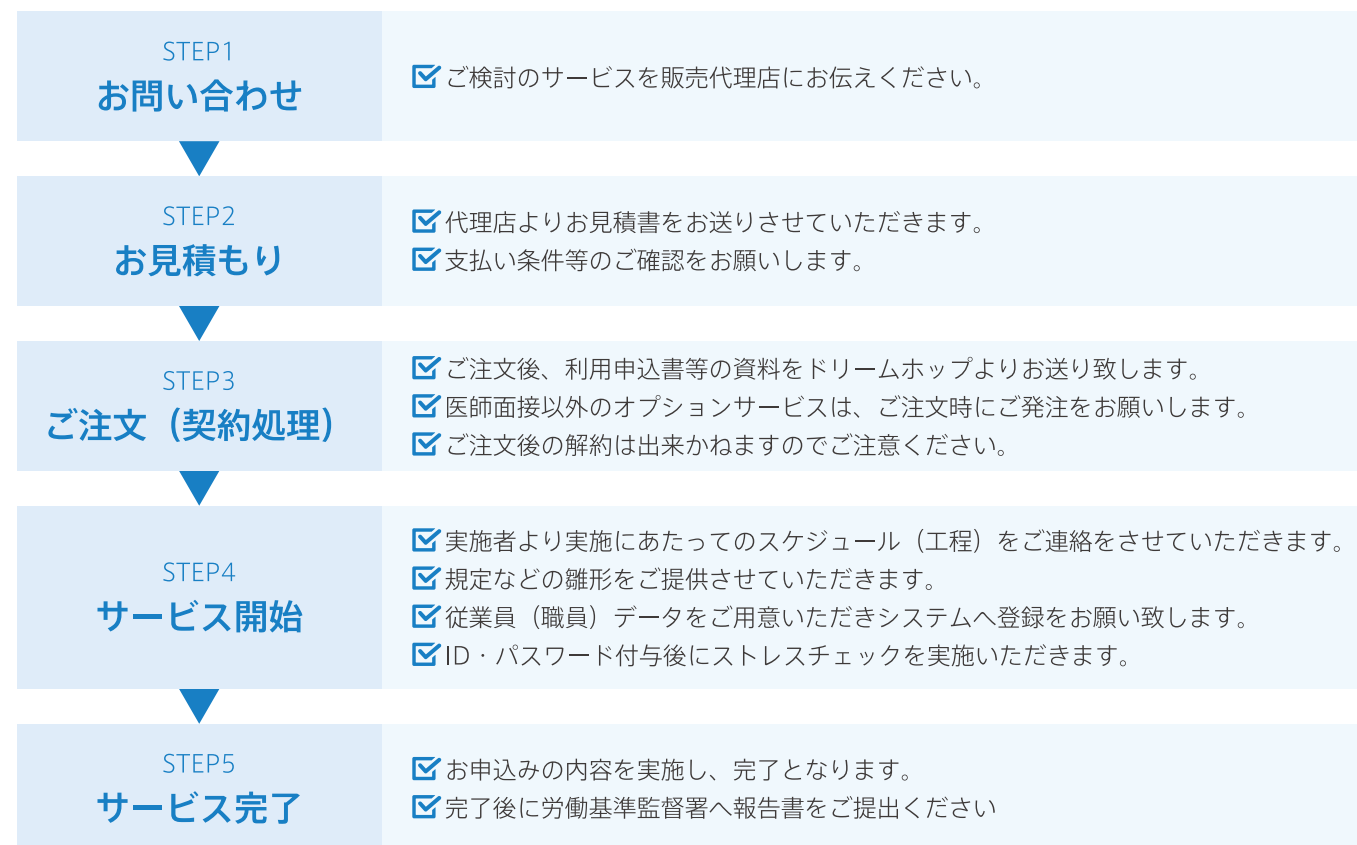 STEP1
お問い合わせ
ご検討のサービスを販売代理店にお伝えください。
STEP2
お見積もり
代理店よりお見積書をお送りさせていただきます。
支払い条件等のご確認をお願いします。
STEP3
ご注文（契約処理）
ご注文後、利用申込書等の資料をドリームホップよりお送り致します。
医師面接以外のオプションサービスは、ご注文時にご発注をお願いします。
ご注文後の解約は出来かねますのでご注意ください。
STEP4
サービス開始
実施者より実施にあたってのスケジュール（工程）をご連絡をさせていただきます。
規定などの雛形をご提供させていただきます。
従業員（職員）データをご用意いただきシステムへ登録をお願い致します。
ID・パスワード付与後にストレスチェックを実施いただきます。
STEP5
サービス完了
お申込みの内容を実施し、完了となります。
完了後に労働基準監督署へ報告書をご提出ください